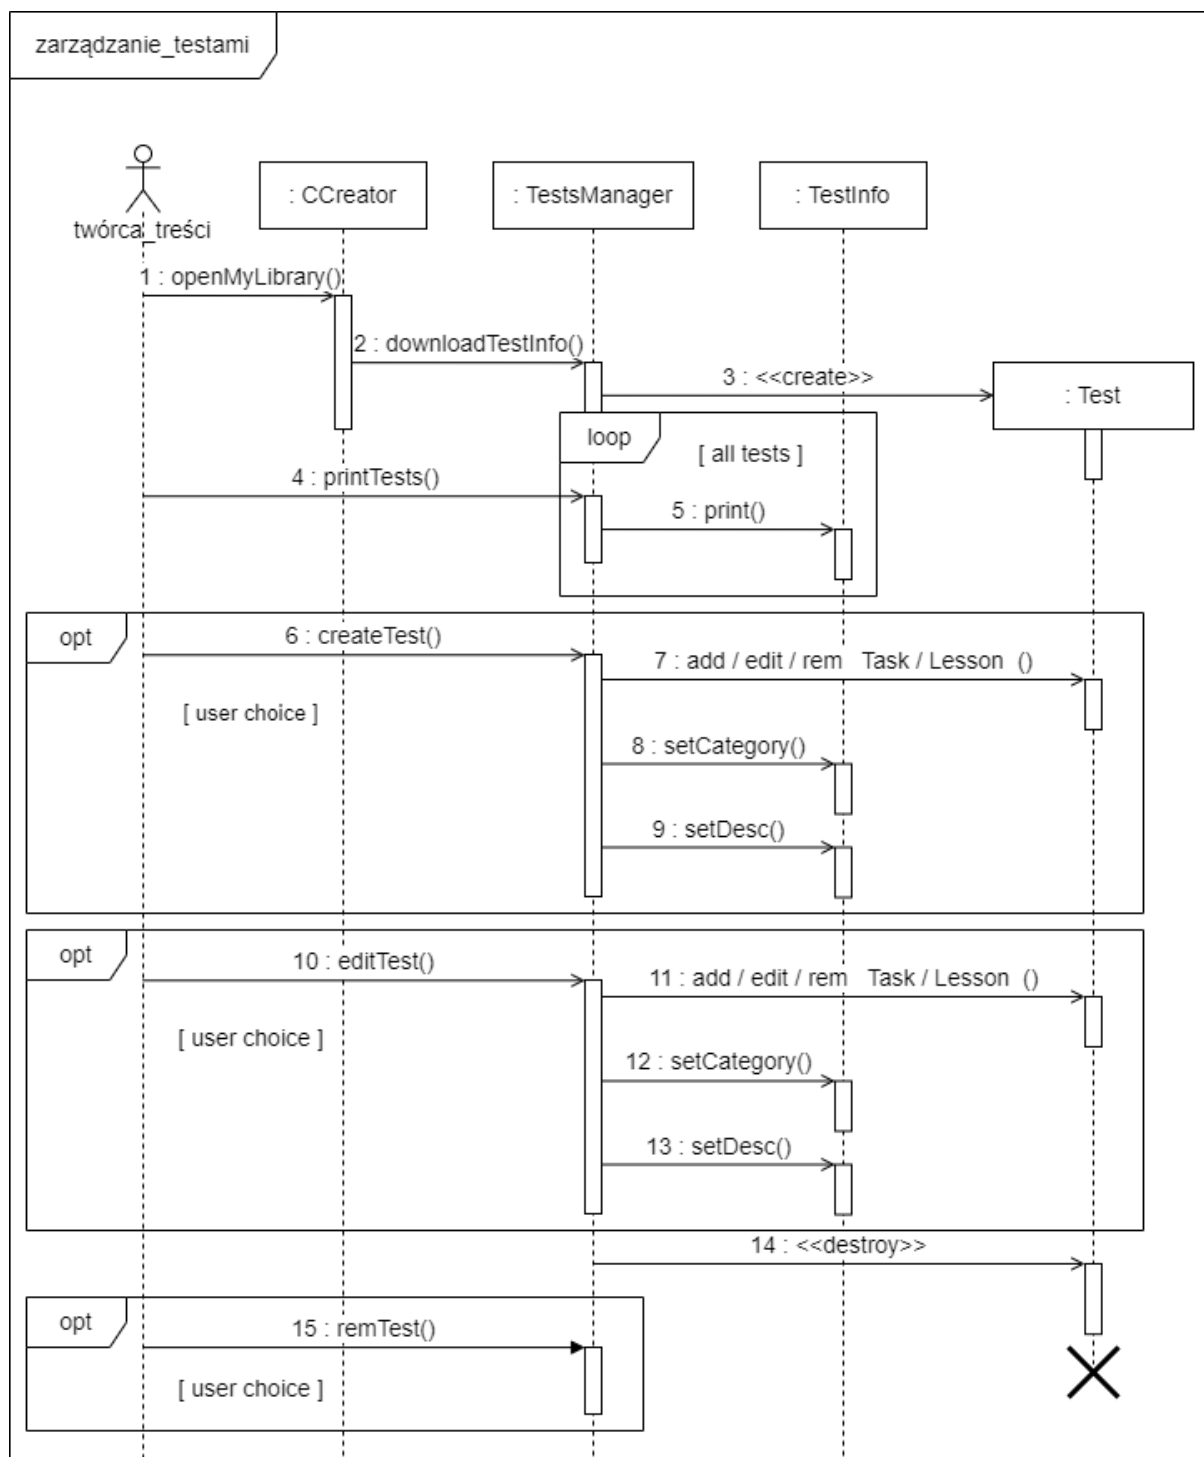 zarządzanie_testami
: CCreator
: TestsManager
: TestInfo
twórca_treści
1 : openMyLibrary()
2 : downloadTestInfo()
3 : <<create>>
: Test
loop
[ all tests ]
4 : printTests()
5 : print()
opt
6 : createTest()
7 : add / edit / rem   Task / Lesson  ()
[ user choice ]
8 : setCategory()
9 : setDesc()
opt
10 : editTest()
11 : add / edit / rem   Task / Lesson  ()
[ user choice ]
12 : setCategory()
13 : setDesc()
14 : <<destroy>>
opt
15 : remTest()
[ user choice ]